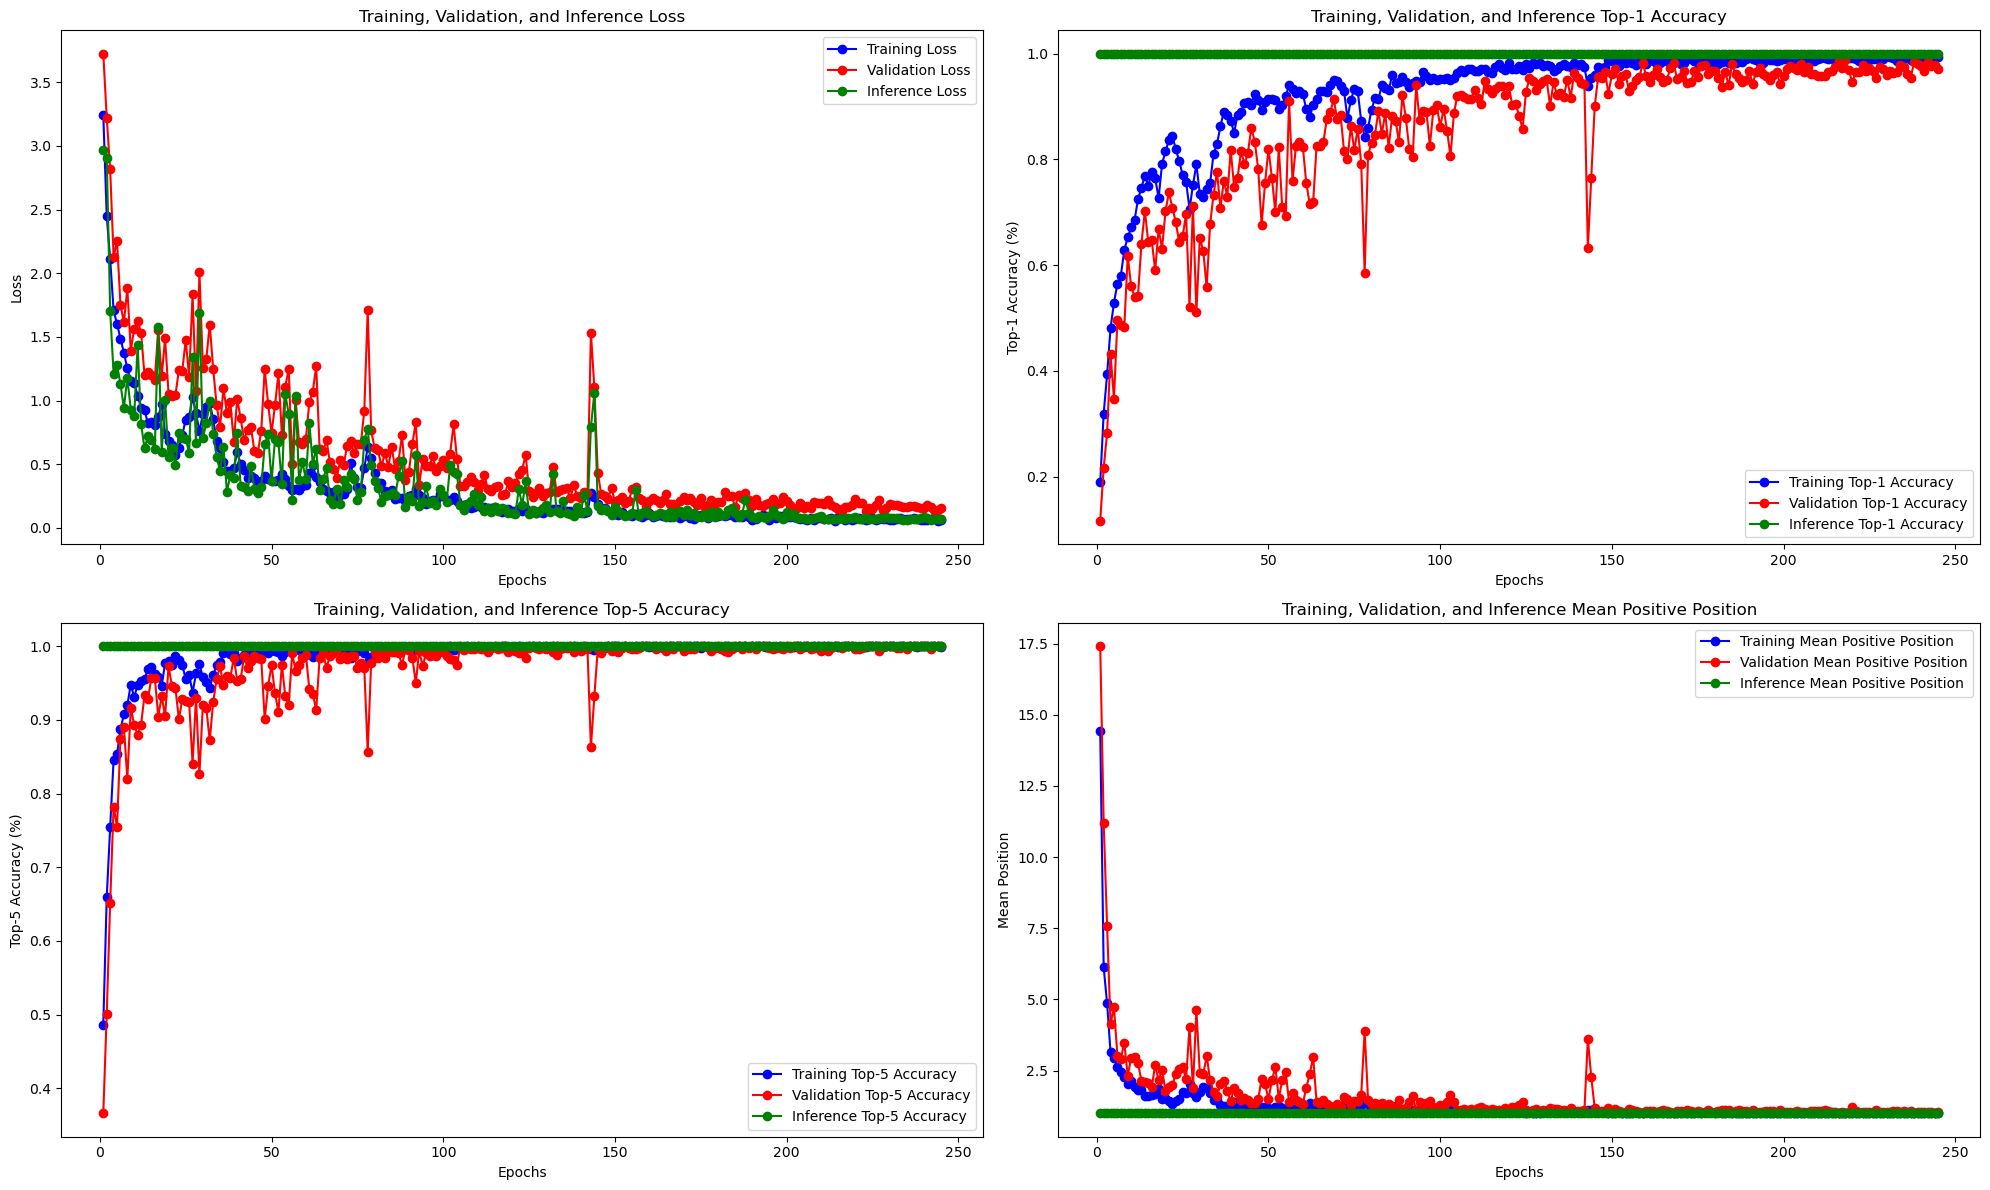 Training, Validation, and Inference Loss
3.5
3.0
2.5
2.0
1.5
1.0
0.5
0.0
Loss
0
50
100
150
200
250
Epochs
Training Loss
Validation Loss
Inference Loss
Training, Validation, and Inference Top-1 Accuracy
1.0
0.8
0.6
0.4
0.2
Top-1 Accuracy (%)
0
50
100
150
200
250
Epochs
Training Top-1 Accuracy
Validation Top-1 Accuracy
Inference Top-1 Accuracy
Training, Validation, and Inference Top-5 Accuracy
1.0
0.9
0.8
0.7
0.6
0.5
0.4
Top-5 Accuracy (%)
0
50
100
150
200
250
Epochs
Training Top-5 Accuracy
Validation Top-5 Accuracy
Inference Top-5 Accuracy
Training, Validation, and Inference Mean Positive Position
17.5
15.0
12.5
10.0
7.5
5.0
2.5
Mean Position
0
50
100
150
200
250
Epochs
Training Mean Positive Position
Validation Mean Positive Position
Inference Mean Positive Position